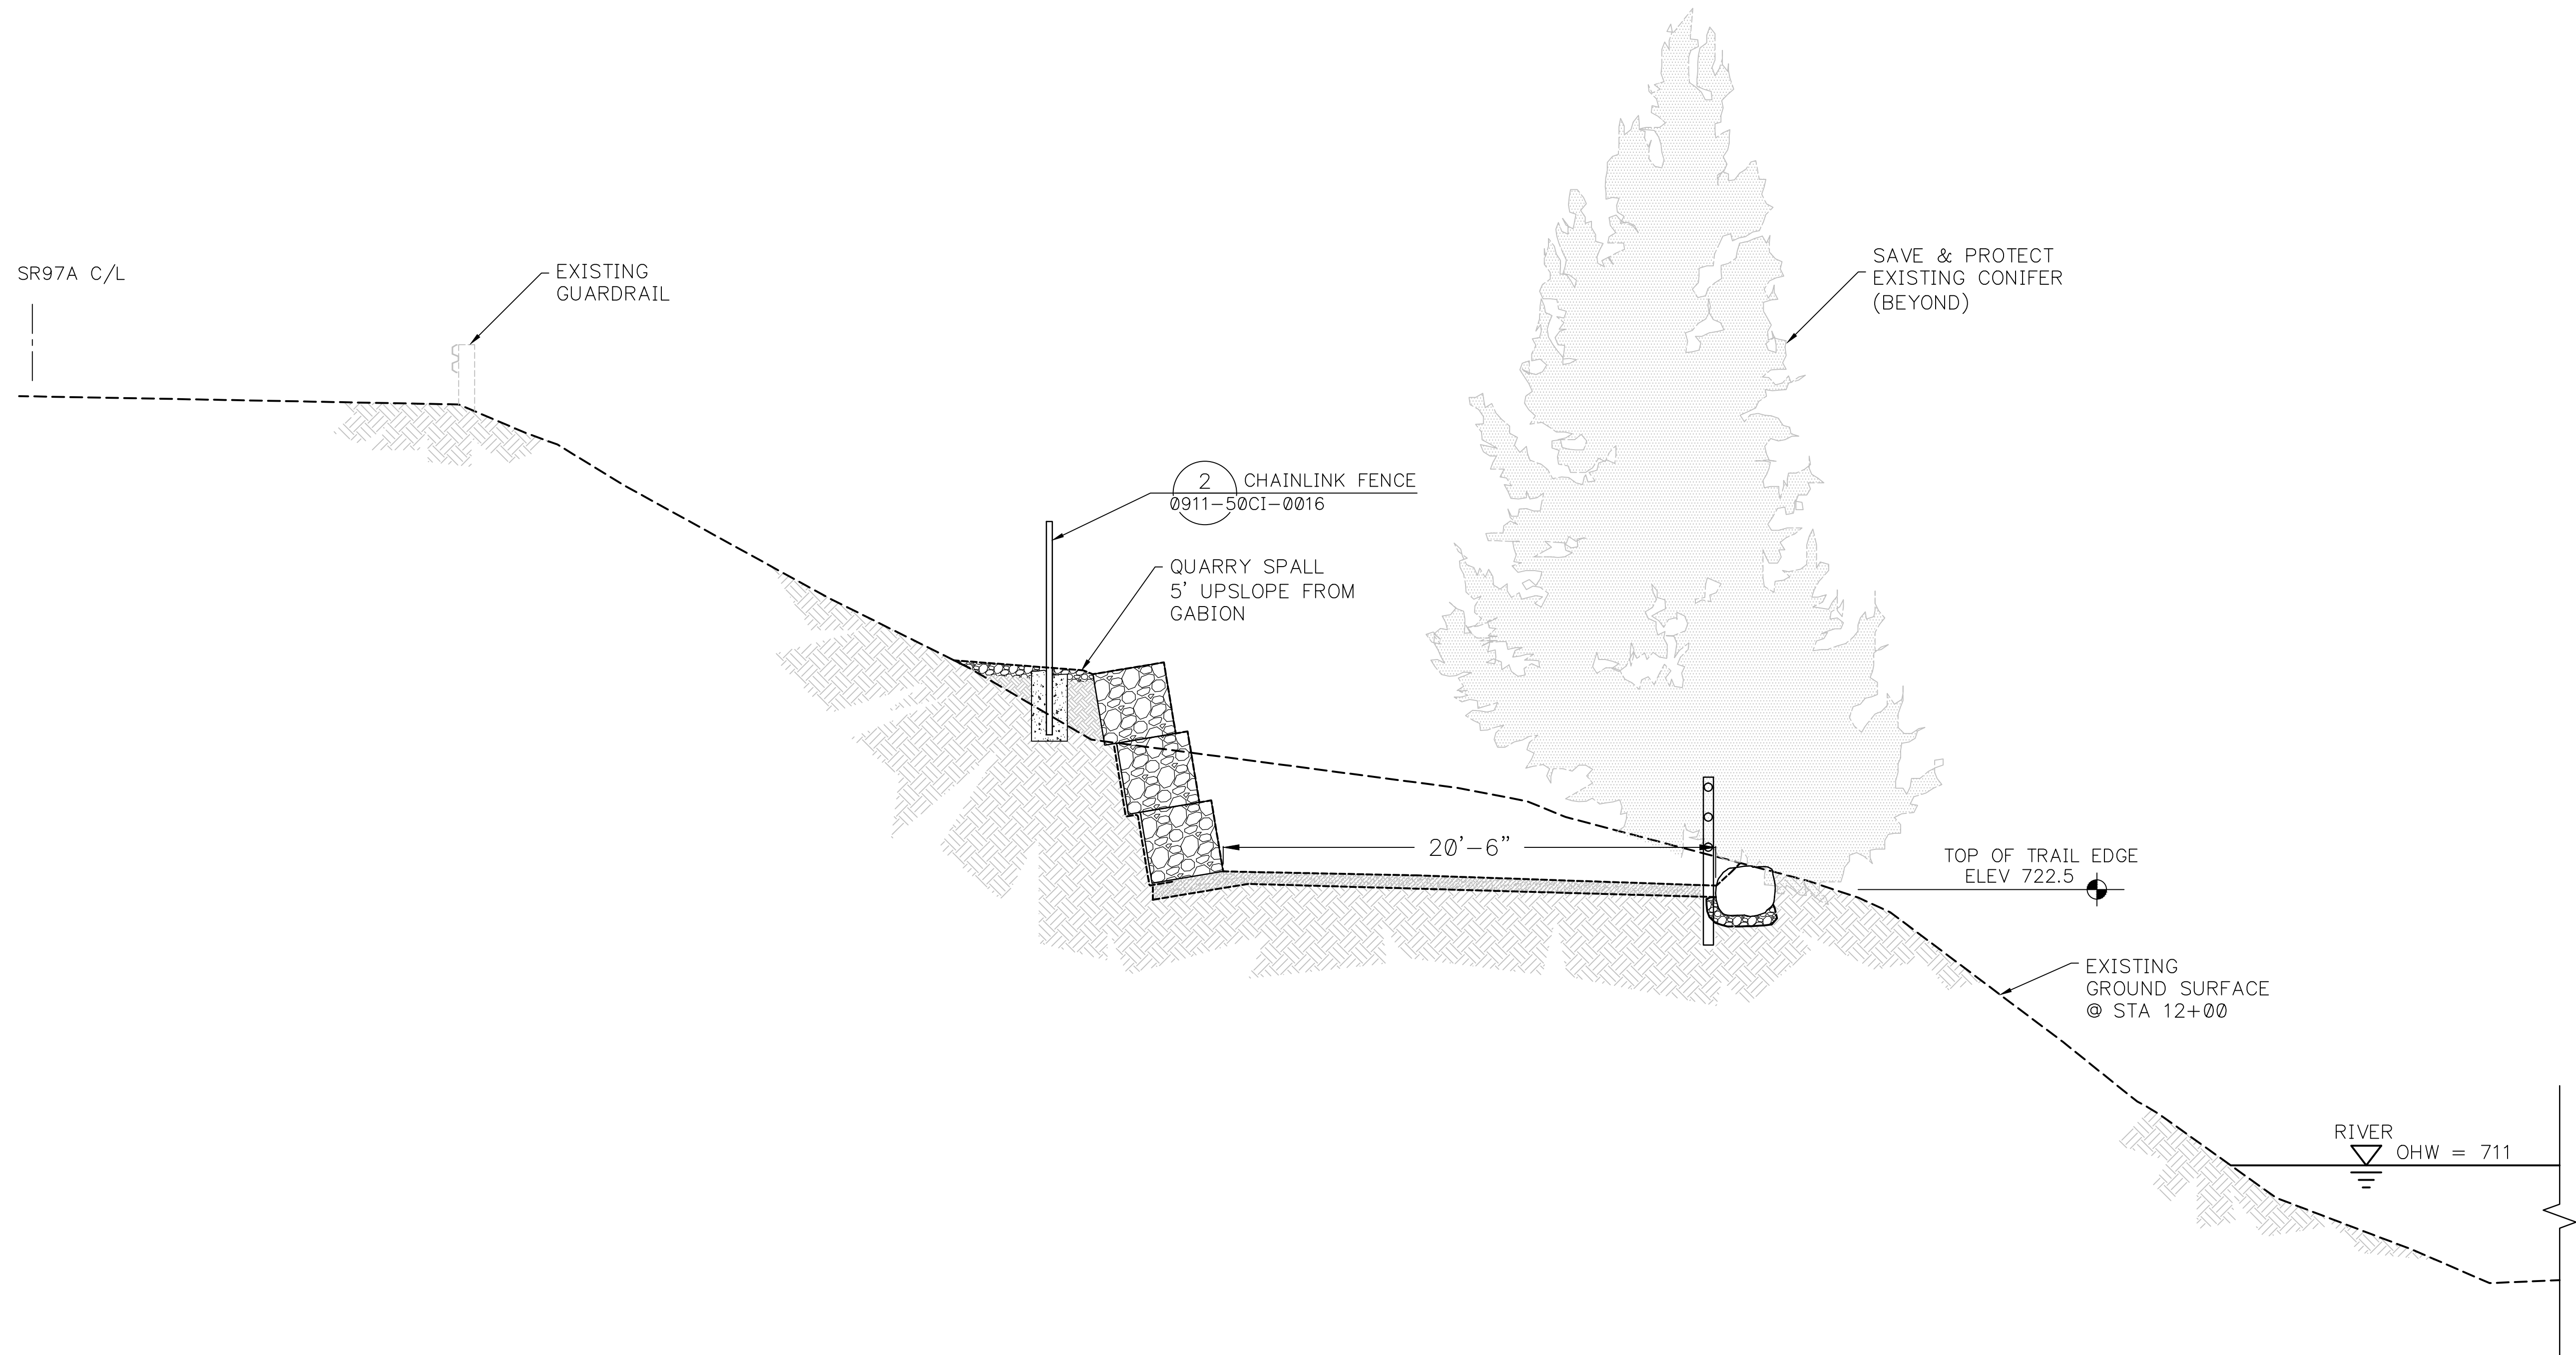 SR97A C/L
EXISTING
GUARDRAIL
SAVE & PROTECT
EXISTING CONIFER
(BEYOND)
2 CHAINLINK FENCE
0911-50CI-0016
QUARRY SPALL
5' UPSLOPE FROM
GABION
20'-6"
TOP OF TRAIL EDGE
ELEV 722.5
EXISTING
GROUND SURFACE
@ STA 12+00
RIVER
OHW = 711